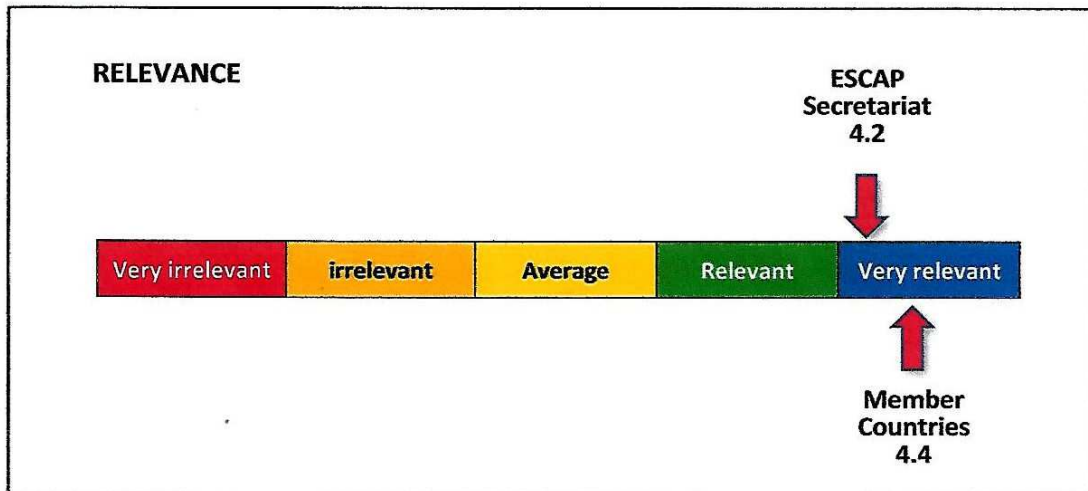 RELEVANCE
ESCAP
Secretariat
4.2
Very irrelevant
irrelevant
Average
Relevant
Very relevant
Member
Countries
4.4